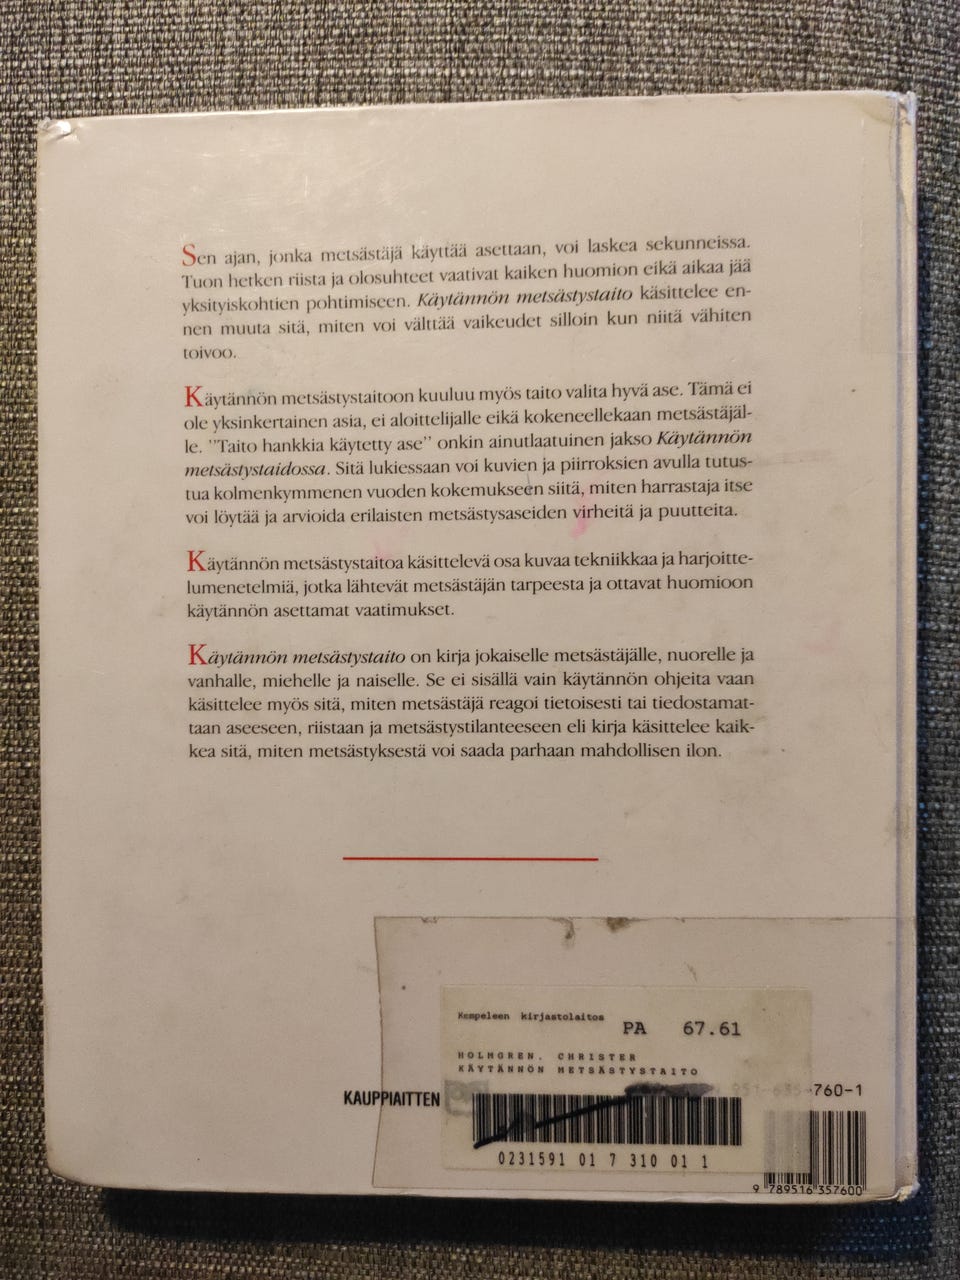 Sen ajan, jonka metsästäjä käyttää asettaan, voi laskea sekunneissa.
Tuon hetken riista ja olosuhteet vaativat kaiken huomion eikä aikaa jää
yksityiskohtien pohtimiseen. Käytännön metsästystaito käsittelee en-
nen muuta sitä, miten voi välttää vaikeudet silloin kun niitä vähiten
toivoo.
Käytännön metsästystaitoon kuuluu myös taito valita hyvä ase. Tämä ei
ole yksinkertainen asia, ei aloittelijalle eikä kokeneellekaan metsästäjäl-
le. ”Taito hankkia käytetty ase” onkin ainutlaatuinen jakso Käytännön
metsästystaidossa. Sitä lukiessaan voi kuvien ja piirroksien avulla tutus-
tua kolmenkymmenen vuoden kokemukseen siitä, miten harrastaja itse
voi löytää ja arvioida erilaisten metsästysaseiden virheitä ja puutteita.
Käytännön metsästystaitoa käsittelevä osa kuvaa tekniikkaa ja harjoitte-
lumenetelmiä, jotka lähtevät metsästäjän tarpeesta ja ottavat huomioon
käytännön asettamat vaatimukset.
Käytännön metsästystaito on kirja jokaiselle metsästäjälle, nuorelle ja
vanhalle, miehelle ja naiselle. Se ei sisällä vain käytännön ohjeita vaan
käsittelee myös sitä, miten metsästäjä reagoi tietoisesti tai tiedostamat-
taan aseeseen, riistaan ja metsästystilanteeseen eli kirja käsittelee kaik-
kea sitä, miten metsästyksestä voi saada parhaan mahdollisen ilon.
Kempeleen kirjastolaitos
PA 67.61
HOLMGREN, CHRISTER
KÄYTÄNNÖN METSÄSTYSTAITO
951-635-760-1
KAUPPIAITTEN
0231591 01 7 310 01 1
9 789516 357600